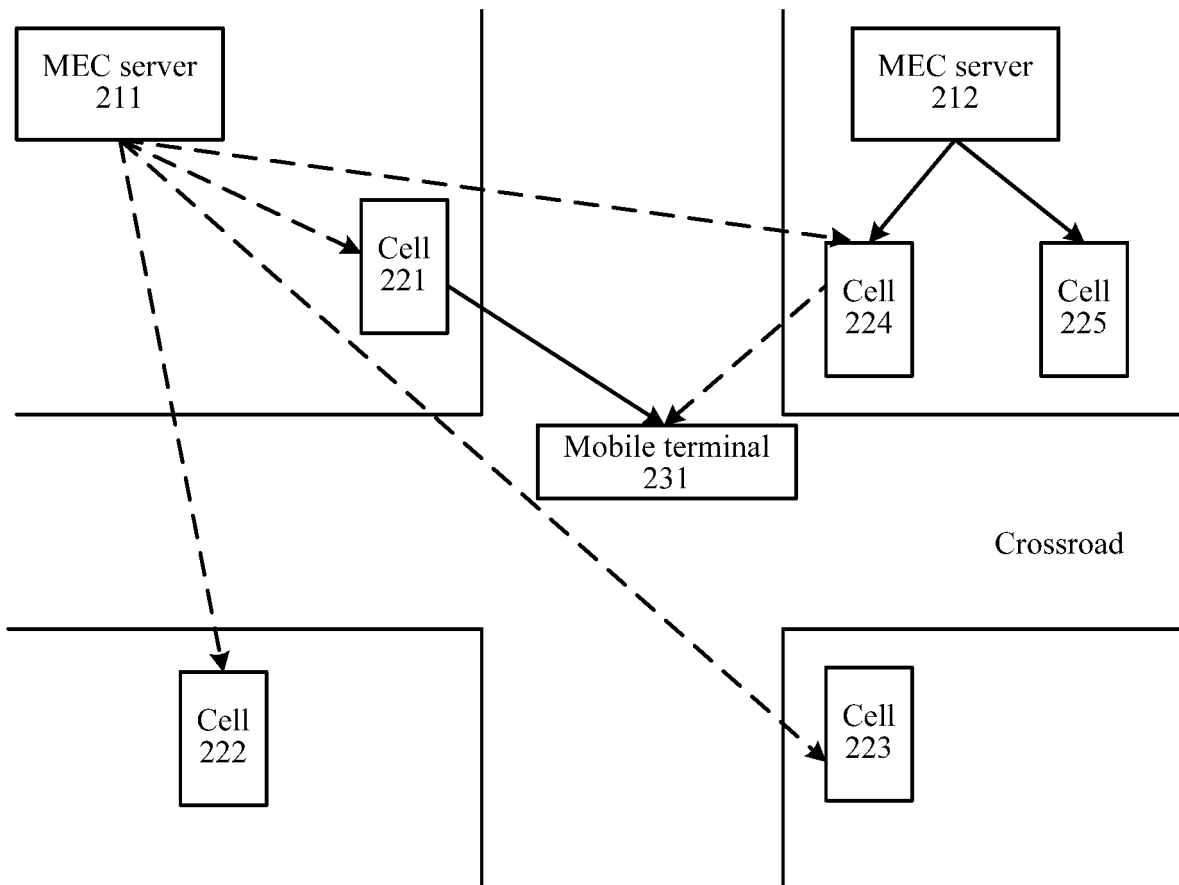 MEC server
211
MEC server
212
Cell
221
Cell
224
Cell
225
Mobile terminal
231
Crossroad
Cell
222
Cell
223